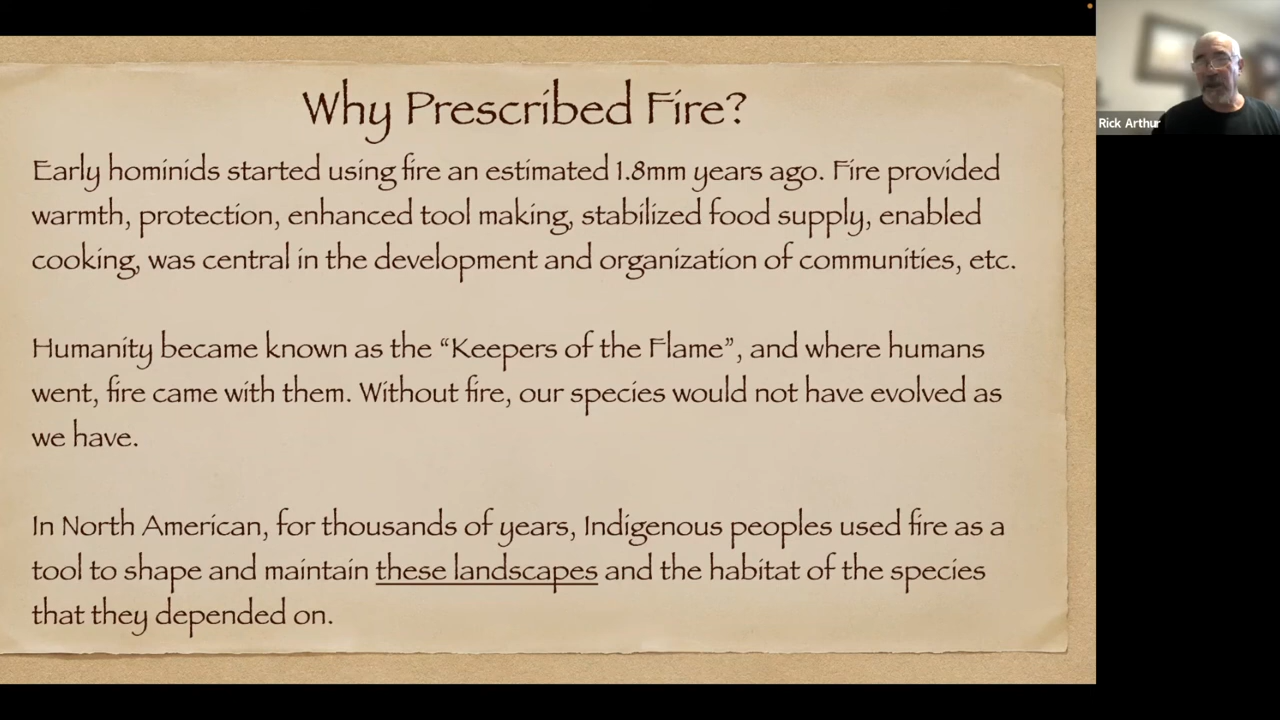 Why Prescribed Fire?
Early hominids started using fire an estimated 1.8mm years ago. Fire provided
warmth, protection, enhanced tool making, stabilized food supply, enabled
cooking, was central in the development and organization of communities, etc.
Humanity became known as the “Keepers of the Flame”, and where humans
went, fire came with them. Without fire, our species would not have evolved as
we have.
In North American, for thousands of years, Indigenous peoples used fire as a
tool to shape and maintain these landscapes and the habitat of the species
that they depended on.
Rick Arthur